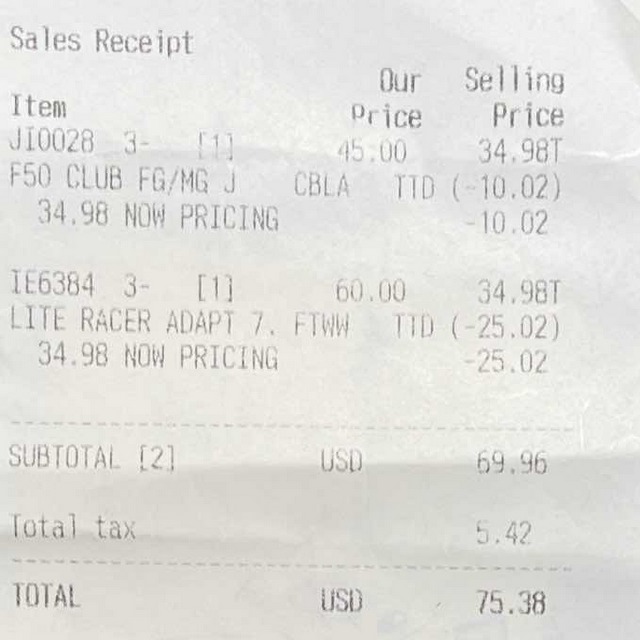 Sales Receipt
Our Selling
Item Price Price
JI0028 3- [1] 45.00 34.98T
F50 CLUB FG/MG J CBLA TTD (-10.02)
34.98 NOW PRICING -10.02
IE6384 3- [1] 60.00 34.98T
LITE RACER ADAPT 7. FTWW TTD (-25.02)
34.98 NOW PRICING -25.02
SUBTOTAL [2] USD 69.96
Total tax 5.42
TOTAL USD 75.38